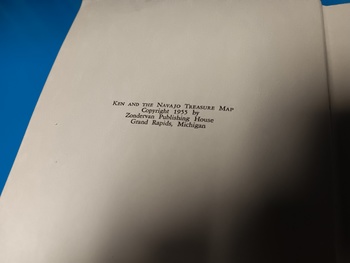 Ken and the Navajo Treasure Map
Copyright 1955 by
Zondervan Publishing House
Grand Rapids, Michigan